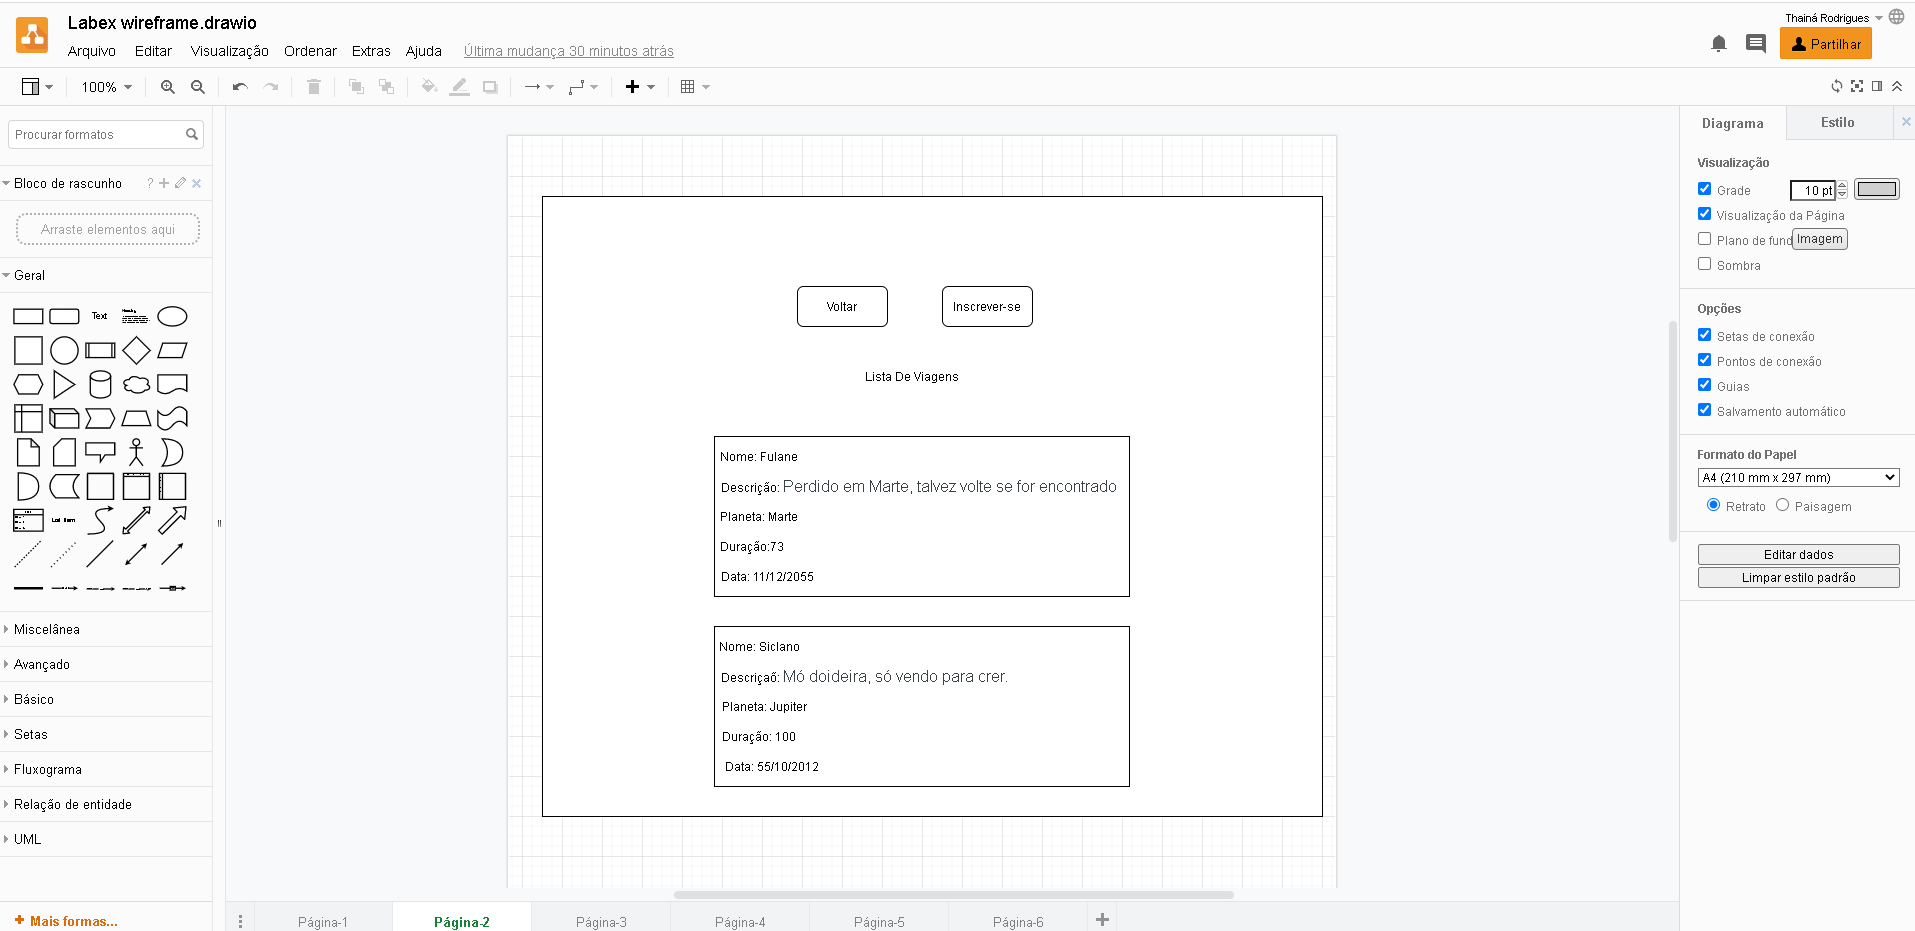 Labex wireframe.drawio
Thainá Rodrigues
Arquivo Editar Visualização Ordenar Extras Ajuda Última mudança 30 minutos atrás
Partilhar
100%
Procurar formatos
Bloco de rascunho ?
Arraste elementos aqui
Geral
Text
List Item
Miscelânea
Avançado
Básico
Setas
Fluxograma
Relação de entidade
UML
Mais formas...
Voltar
Inscrever-se
Lista De Viagens
Nome: Fulane
Descrição: Perdido em Marte, talvez volte se for encontrado
Planeta: Marte
Duração:73
Data: 11/12/2055
Nome: Siclano
Descriçaõ: Mó doideira, só vendo para crer.
Planeta: Jupiter
Duração: 100
Data: 55/10/2012
Página-1 Página-2 Página-3 Página-4 Página-5 Página-6
Diagrama Estilo
Visualização
Grade 10 pt
Visualização da Página
Plano de fund Imagem
Sombra
Opções
Setas de conexão
Pontos de conexão
Guias
Salvamento automático
Formato do Papel
A4 (210 mm x 297 mm)
Retrato Paisagem
Editar dados
Limpar estilo padrão